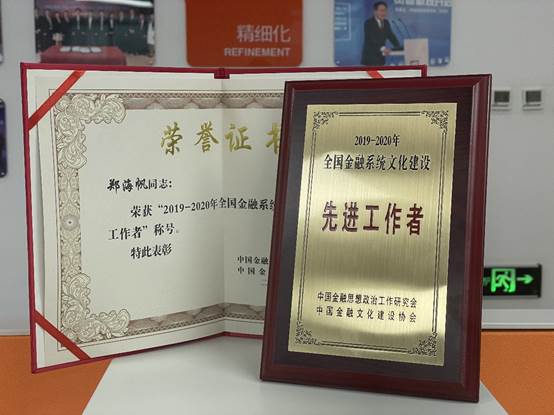 精细化
REFINEMENT
荣誉证书
郑海帆同志：
荣获“2019-2020年全国金融系统
工作者”称号。
特此表彰
中国金融
中国金
2019-2020年
全国金融系统文化建设
先进工作者
中国金融思想政治工作研究会
中国金融文化建设协会